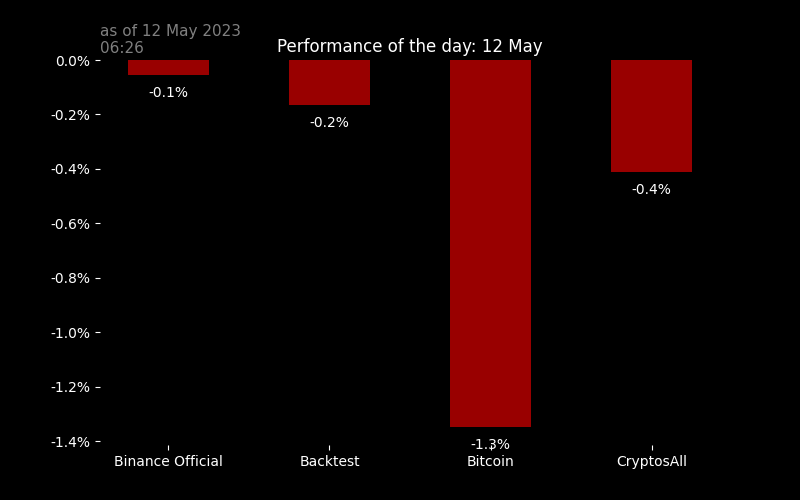 as of 12 May 2023
06:26
Performance of the day: 12 May
0.0%
-0.2%
-0.4%
-0.6%
-0.8%
-1.0%
-1.2%
-1.4%
-0.1%
-0.2%
-1.3%
-0.4%
Binance Official
Backtest
Bitcoin
CryptosAll